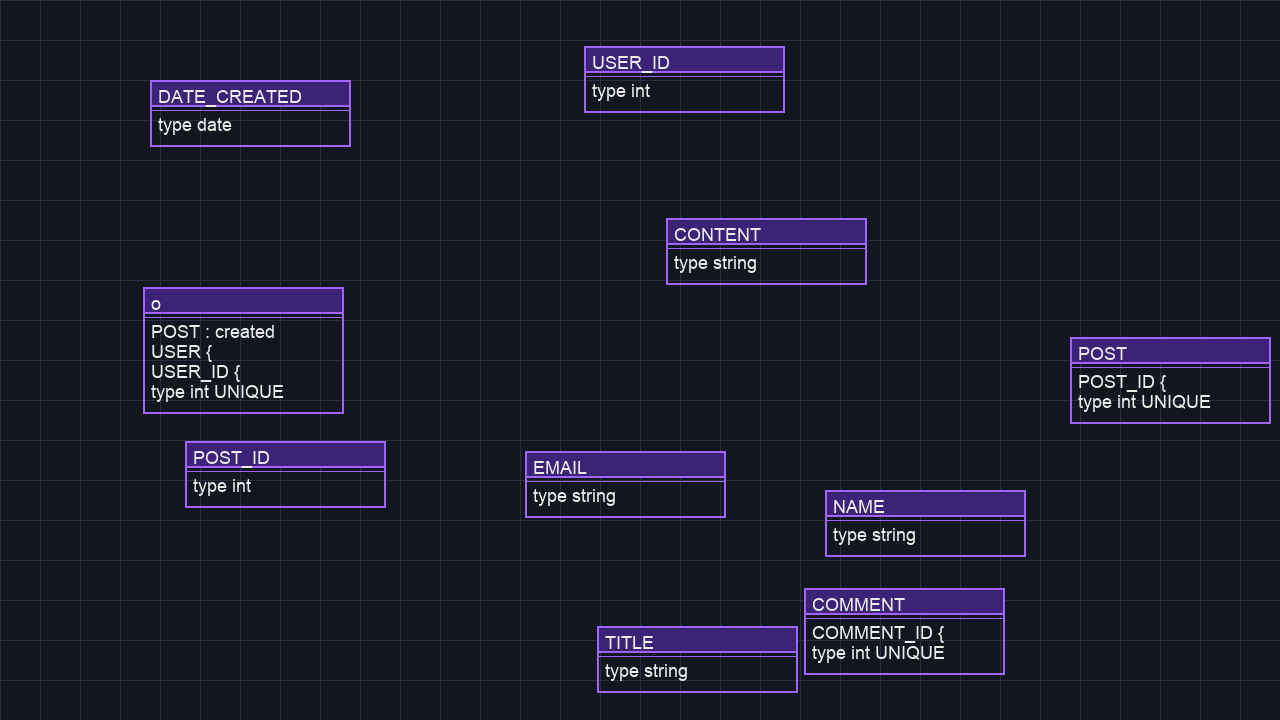 USER_ID
type int
DATE_CREATED
type date
CONTENT
type string
o
POST : created
USER {
USER_ID {
type int UNIQUE
POST
POST_ID {
type int UNIQUE
POST_ID
type int
EMAIL
type string
NAME
type string
COMMENT
COMMENT_ID {
type int UNIQUE
TITLE
type string